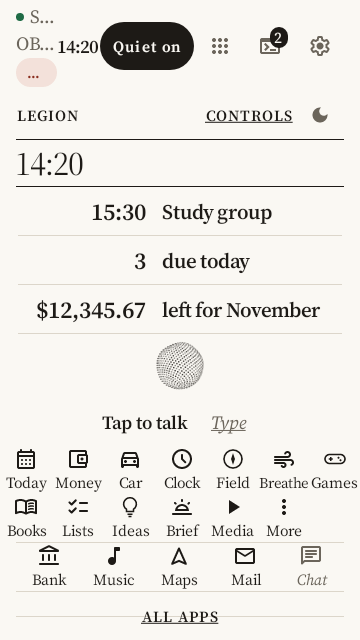 S...
OB... 14:20 Quiet on 2
...
LEGION CONTROLS
14:20
15:30 Study group
3 due today
$12,345.67 left for November
Tap to talk Type
Today Money Car Clock Field Breathe Games
Books Lists Ideas Brief Media More
Bank Music Maps Mail Chat
ALL APPS